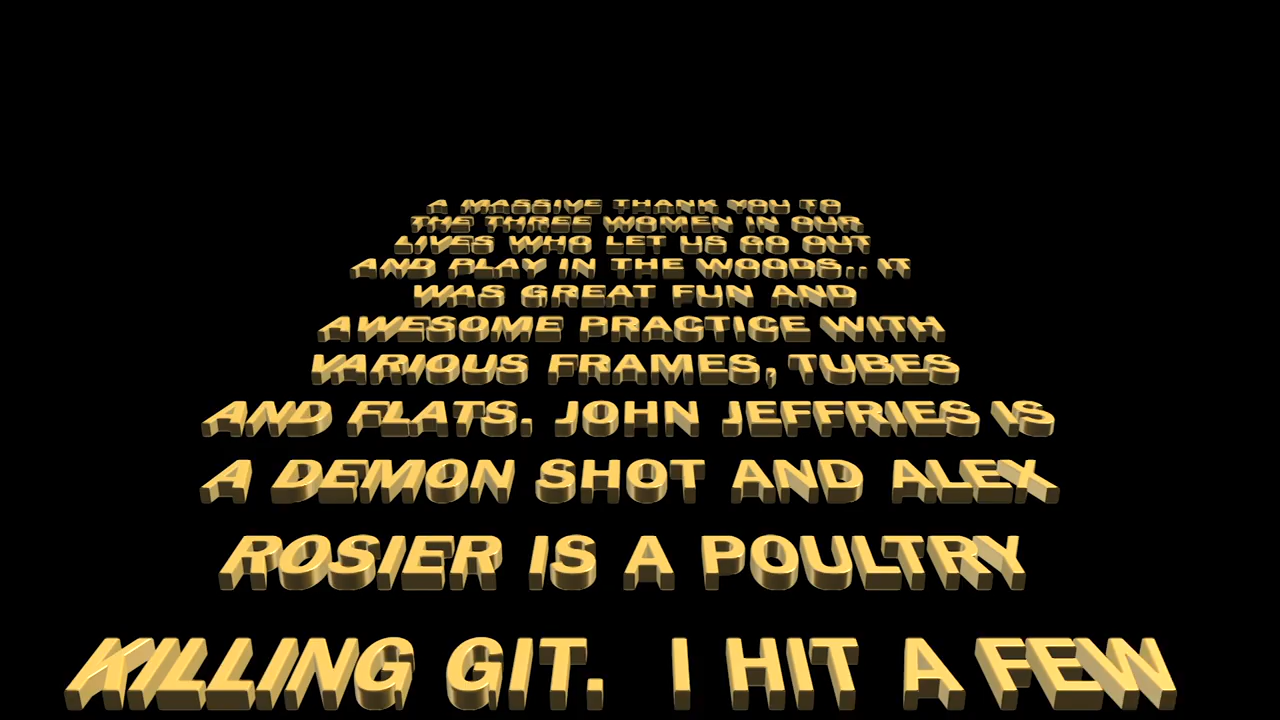 A MASSIVE THANK YOU TO
THE THREE WOMEN IN OUR
LIVES WHO LET US GO OUT
AND PLAY IN THE WOODS.. IT
WAS GREAT FUN AND
AWESOME PRACTICE WITH
VARIOUS FRAMES, TUBES
AND FLATS. JOHN JEFFRIES IS
A DEMON SHOT AND ALEX
ROSIER IS A POULTRY
KILLING GIT. I HIT A FEW